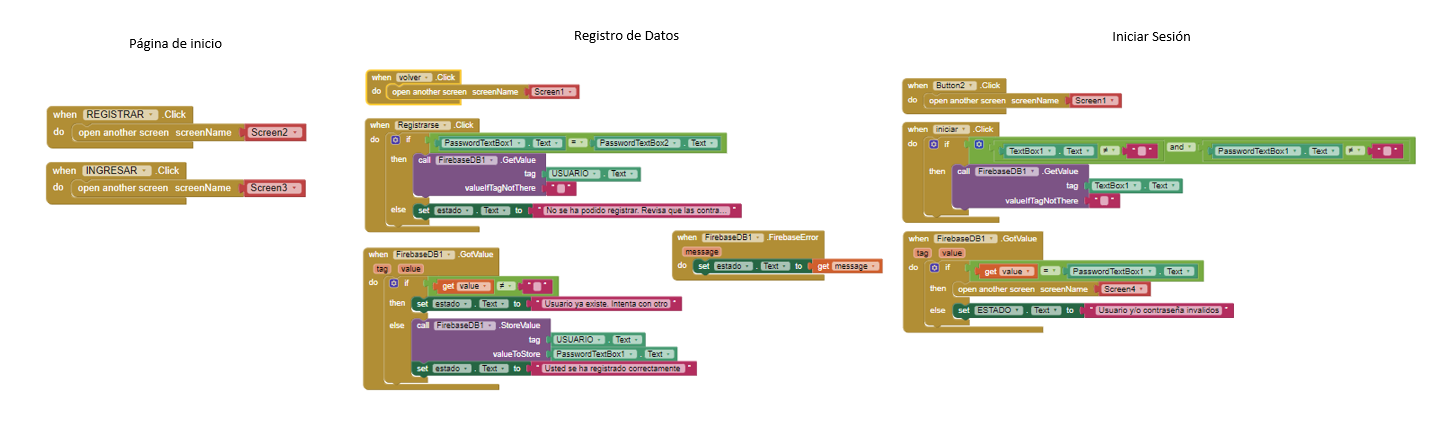 Página de inicio
when REGISTRAR .Click
do open another screen screenName Screen2
when INGRESAR .Click
do open another screen screenName Screen3
Registro de Datos
when volver .Click
do open another screen screenName Screen1
when Registrarse .Click
do if PasswordTextBox1 . Text = PasswordTextBox2 . Text
then call FirebaseDB1 .GetValue
tag USUARIO . Text
valueIfTagNotThere " "
else set estado . Text to " No se ha podido registrar. Revisa que las contra... "
when FirebaseDB1 .GotValue
tag value
do if get value ≠ " "
then set estado . Text to " Usuario ya existe. Intenta con otro "
else call FirebaseDB1 .StoreValue
tag USUARIO . Text
valueToStore PasswordTextBox1 . Text
set estado . Text to " Usted se ha registrado correctamente "
when FirebaseDB1 .FirebaseError
message
do set estado . Text to get message
Iniciar Sesión
when Button2 .Click
do open another screen screenName Screen1
when iniciar .Click
do if TextBox1 . Text ≠ " " and PasswordTextBox1 . Text ≠ " "
then call FirebaseDB1 .GetValue
tag TextBox1 . Text
valueIfTagNotThere " "
when FirebaseDB1 .GotValue
tag value
do if get value = PasswordTextBox1 . Text
then open another screen screenName Screen4
else set ESTADO . Text to " Usuario y/o contraseña invalidos "